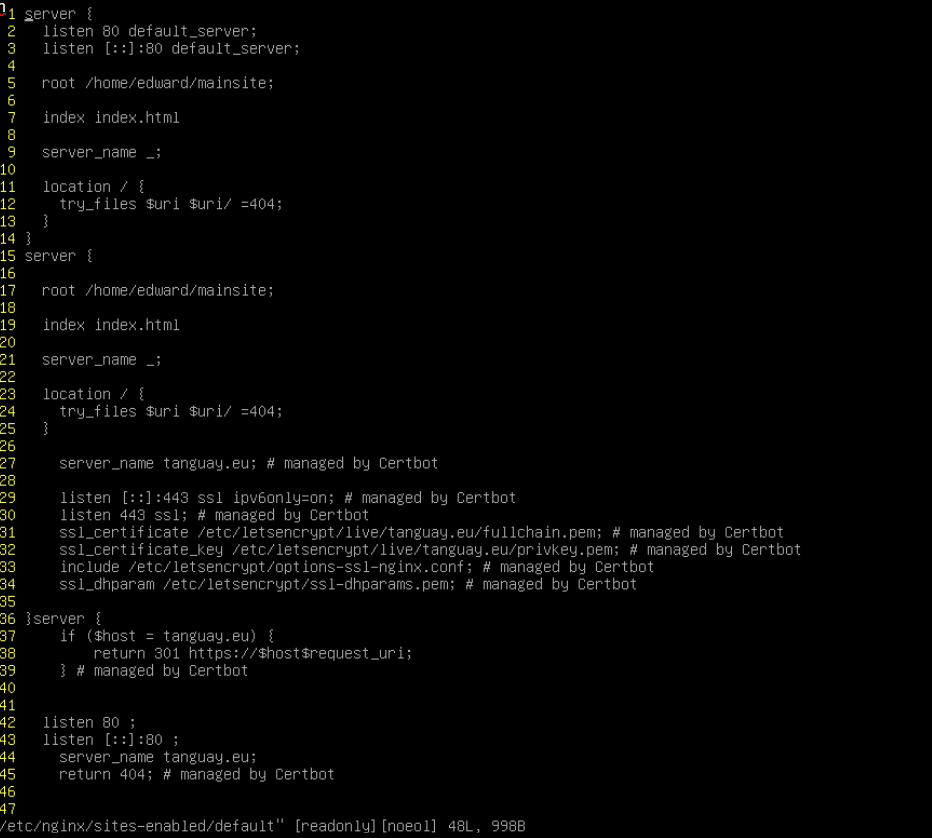 1 server {
2 listen 80 default_server;
3 listen [::]:80 default_server;
4
5 root /home/edward/mainsite;
6
7 index index.html
8
9 server_name _;
10
11 location / {
12 try_files $uri $uri/ =404;
13 }
14 }
15 server {
16
17 root /home/edward/mainsite;
18
19 index index.html
20
21 server_name _;
22
23 location / {
24 try_files $uri $uri/ =404;
25 }
26
27 server_name tanguay.eu; # managed by Certbot
28
29 listen [::]:443 ssl ipv6only=on; # managed by Certbot
30 listen 443 ssl; # managed by Certbot
31 ssl_certificate /etc/letsencrypt/live/tanguay.eu/fullchain.pem; # managed by Certbot
32 ssl_certificate_key /etc/letsencrypt/live/tanguay.eu/privkey.pem; # managed by Certbot
33 include /etc/letsencrypt/options-ssl-nginx.conf; # managed by Certbot
34 ssl_dhparam /etc/letsencrypt/ssl-dhparams.pem; # managed by Certbot
35
36 }server {
37 if ($host = tanguay.eu) {
38 return 301 https://$host$request_uri;
39 } # managed by Certbot
40
41
42 listen 80 ;
43 listen [::]:80 ;
44 server_name tanguay.eu;
45 return 404; # managed by Certbot
46
47
/etc/nginx/sites-enabled/default" [readonly][noeol] 48L, 998B